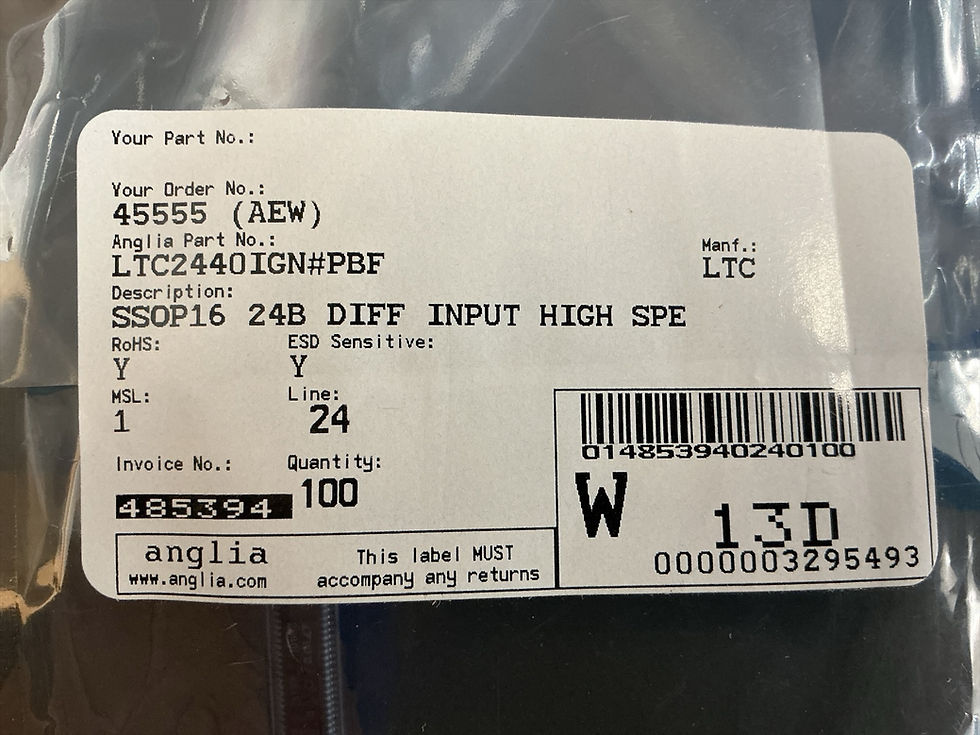 Your Part No.:
Your Order No.:
45555 (AEW)
Anglia Part No.:
LTC2440IGN#PBF
Manf.:
LTC
Description:
SSOP16 24B DIFF INPUT HIGH SPE
RoHS:
Y
ESD Sensitive:
Y
MSL:
1
Line:
24
Invoice No.:
485394
Quantity:
100
014853940240100
W
13D
0000003295493
anglia
www.anglia.com
This label MUST
accompany any returns